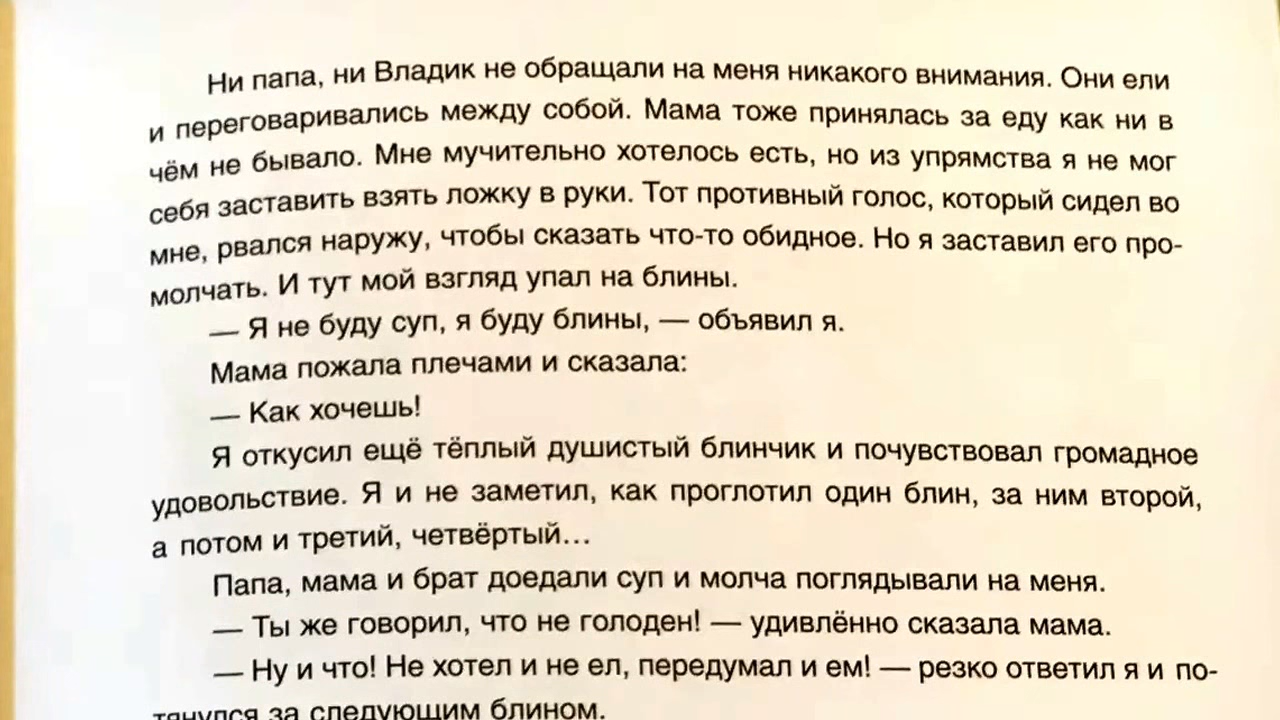 Ни папа, ни Владик не обращали на меня никакого внимания. Они ели
и переговаривались между собой. Мама тоже принялась за еду как ни в
чём не бывало. Мне мучительно хотелось есть, но из упрямства я не мог
себя заставить взять ложку в руки. Тот противный голос, который сидел во
мне, рвался наружу, чтобы сказать что-то обидное. Но я заставил его про-
молчать. И тут мой взгляд упал на блины.
— Я не буду суп, я буду блины, — объявил я.
Мама пожала плечами и сказала:
— Как хочешь!
Я откусил ещё тёплый душистый блинчик и почувствовал громадное
удовольствие. Я и не заметил, как проглотил один блин, за ним второй,
а потом и третий, четвёртый...
Папа, мама и брат доедали суп и молча поглядывали на меня.
— Ты же говорил, что не голоден! — удивлённо сказала мама.
— Ну и что! Не хотел и не ел, передумал и ем! — резко ответил я и по-
тянулся за следующим блином.